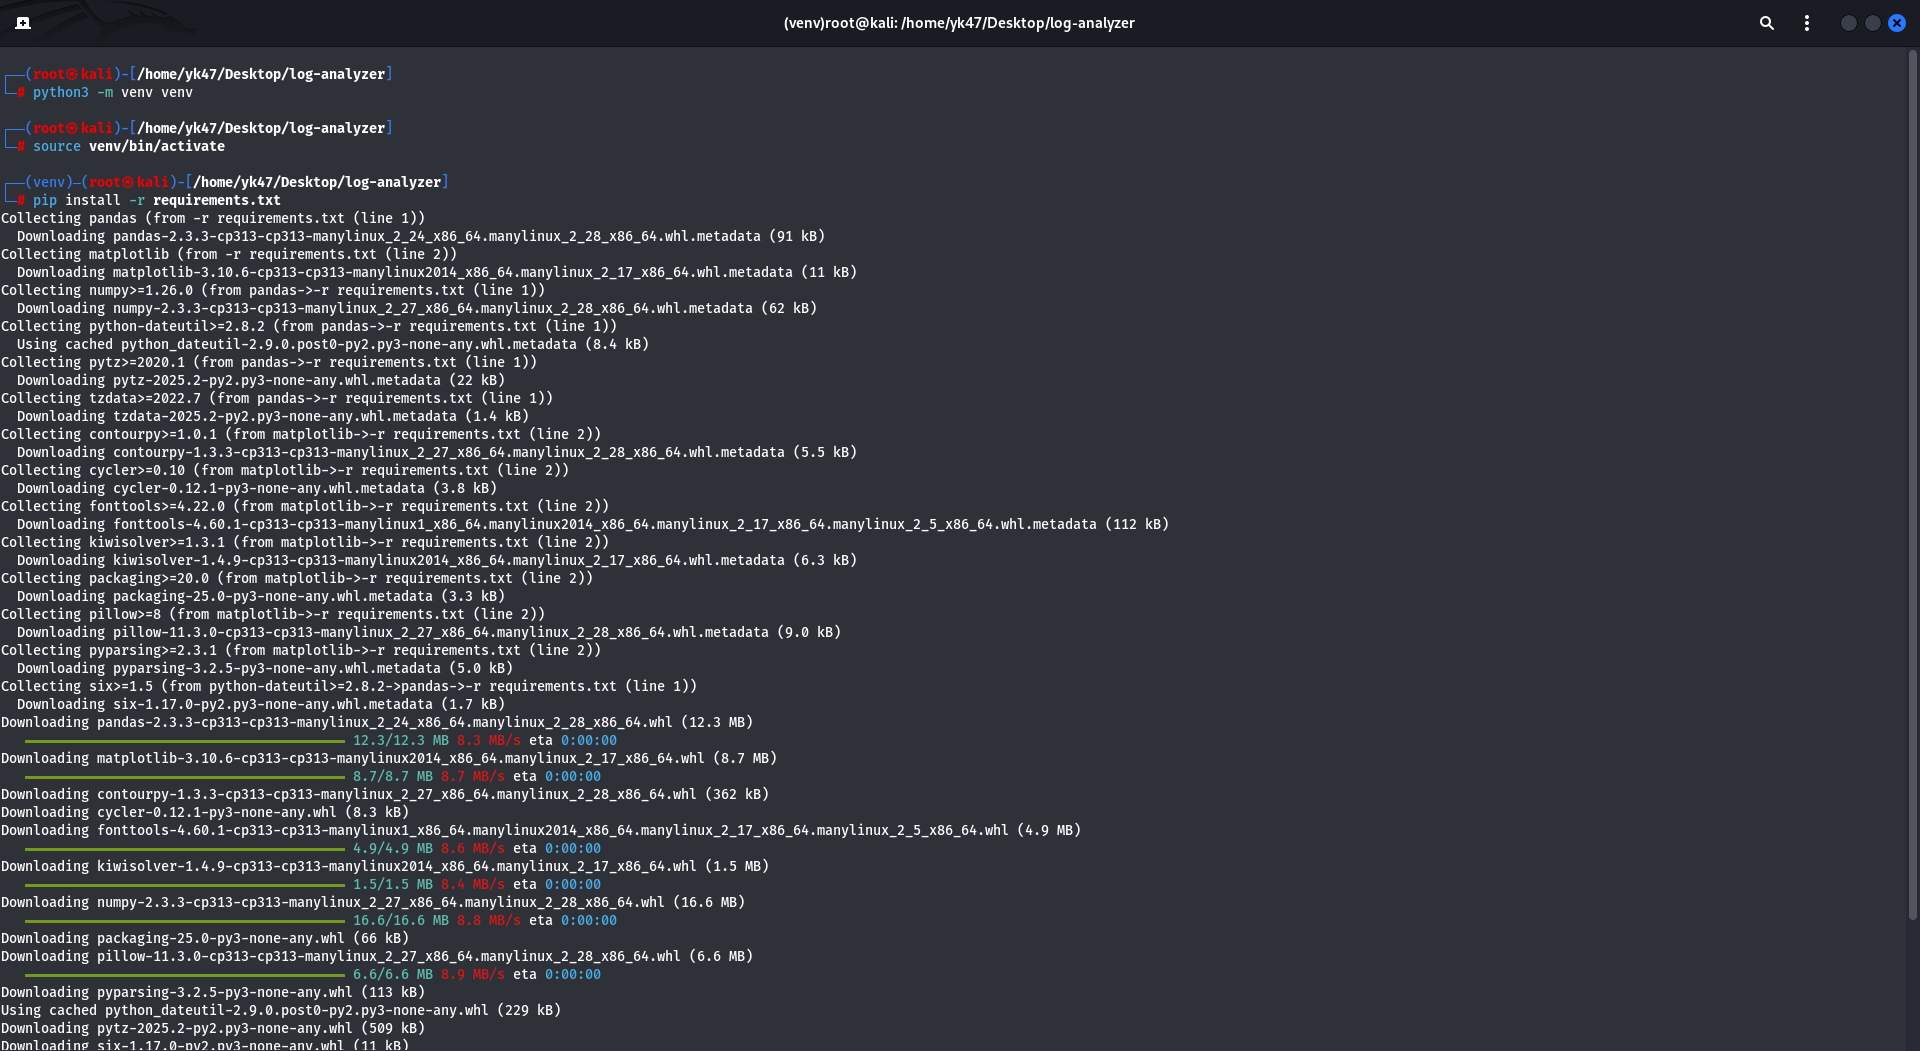 (venv)root@kali: /home/yk47/Desktop/log-analyzer
┌──(root㉿kali)-[/home/yk47/Desktop/log-analyzer]
└─# python3 -m venv venv
┌──(root㉿kali)-[/home/yk47/Desktop/log-analyzer]
└─# source venv/bin/activate
┌──(venv)─(root㉿kali)-[/home/yk47/Desktop/log-analyzer]
└─# pip install -r requirements.txt
Collecting pandas (from -r requirements.txt (line 1))
  Downloading pandas-2.3.3-cp313-cp313-manylinux_2_24_x86_64.manylinux_2_28_x86_64.whl.metadata (91 kB)
Collecting matplotlib (from -r requirements.txt (line 2))
  Downloading matplotlib-3.10.6-cp313-cp313-manylinux2014_x86_64.manylinux_2_17_x86_64.whl.metadata (11 kB)
Collecting numpy>=1.26.0 (from pandas->-r requirements.txt (line 1))
  Downloading numpy-2.3.3-cp313-cp313-manylinux_2_27_x86_64.manylinux_2_28_x86_64.whl.metadata (62 kB)
Collecting python-dateutil>=2.8.2 (from pandas->-r requirements.txt (line 1))
  Using cached python_dateutil-2.9.0.post0-py2.py3-none-any.whl.metadata (8.4 kB)
Collecting pytz>=2020.1 (from pandas->-r requirements.txt (line 1))
  Downloading pytz-2025.2-py2.py3-none-any.whl.metadata (22 kB)
Collecting tzdata>=2022.7 (from pandas->-r requirements.txt (line 1))
  Downloading tzdata-2025.2-py2.py3-none-any.whl.metadata (1.4 kB)
Collecting contourpy>=1.0.1 (from matplotlib->-r requirements.txt (line 2))
  Downloading contourpy-1.3.3-cp313-cp313-manylinux_2_27_x86_64.manylinux_2_28_x86_64.whl.metadata (5.5 kB)
Collecting cycler>=0.10 (from matplotlib->-r requirements.txt (line 2))
  Downloading cycler-0.12.1-py3-none-any.whl.metadata (3.8 kB)
Collecting fonttools>=4.22.0 (from matplotlib->-r requirements.txt (line 2))
  Downloading fonttools-4.60.1-cp313-cp313-manylinux1_x86_64.manylinux2014_x86_64.manylinux_2_17_x86_64.manylinux_2_5_x86_64.whl.metadata (112 kB)
Collecting kiwisolver>=1.3.1 (from matplotlib->-r requirements.txt (line 2))
  Downloading kiwisolver-1.4.9-cp313-cp313-manylinux2014_x86_64.manylinux_2_17_x86_64.whl.metadata (6.3 kB)
Collecting packaging>=20.0 (from matplotlib->-r requirements.txt (line 2))
  Downloading packaging-25.0-py3-none-any.whl.metadata (3.3 kB)
Collecting pillow>=8 (from matplotlib->-r requirements.txt (line 2))
  Downloading pillow-11.3.0-cp313-cp313-manylinux_2_27_x86_64.manylinux_2_28_x86_64.whl.metadata (9.0 kB)
Collecting pyparsing>=2.3.1 (from matplotlib->-r requirements.txt (line 2))
  Downloading pyparsing-3.2.5-py3-none-any.whl.metadata (5.0 kB)
Collecting six>=1.5 (from python-dateutil>=2.8.2->pandas->-r requirements.txt (line 1))
  Downloading six-1.17.0-py2.py3-none-any.whl.metadata (1.7 kB)
Downloading pandas-2.3.3-cp313-cp313-manylinux_2_24_x86_64.manylinux_2_28_x86_64.whl (12.3 MB)
12.3/12.3 MB 8.3 MB/s eta 0:00:00
Downloading matplotlib-3.10.6-cp313-cp313-manylinux2014_x86_64.manylinux_2_17_x86_64.whl (8.7 MB)
8.7/8.7 MB 8.7 MB/s eta 0:00:00
Downloading contourpy-1.3.3-cp313-cp313-manylinux_2_27_x86_64.manylinux_2_28_x86_64.whl (362 kB)
Downloading cycler-0.12.1-py3-none-any.whl (8.3 kB)
Downloading fonttools-4.60.1-cp313-cp313-manylinux1_x86_64.manylinux2014_x86_64.manylinux_2_17_x86_64.manylinux_2_5_x86_64.whl (4.9 MB)
4.9/4.9 MB 8.6 MB/s eta 0:00:00
Downloading kiwisolver-1.4.9-cp313-cp313-manylinux2014_x86_64.manylinux_2_17_x86_64.whl (1.5 MB)
1.5/1.5 MB 8.4 MB/s eta 0:00:00
Downloading numpy-2.3.3-cp313-cp313-manylinux_2_27_x86_64.manylinux_2_28_x86_64.whl (16.6 MB)
16.6/16.6 MB 8.8 MB/s eta 0:00:00
Downloading packaging-25.0-py3-none-any.whl (66 kB)
Downloading pillow-11.3.0-cp313-cp313-manylinux_2_27_x86_64.manylinux_2_28_x86_64.whl (6.6 MB)
6.6/6.6 MB 8.9 MB/s eta 0:00:00
Downloading pyparsing-3.2.5-py3-none-any.whl (113 kB)
Using cached python_dateutil-2.9.0.post0-py2.py3-none-any.whl (229 kB)
Downloading pytz-2025.2-py2.py3-none-any.whl (509 kB)
Downloading six-1.17.0-py2.py3-none-any.whl (11 kB)